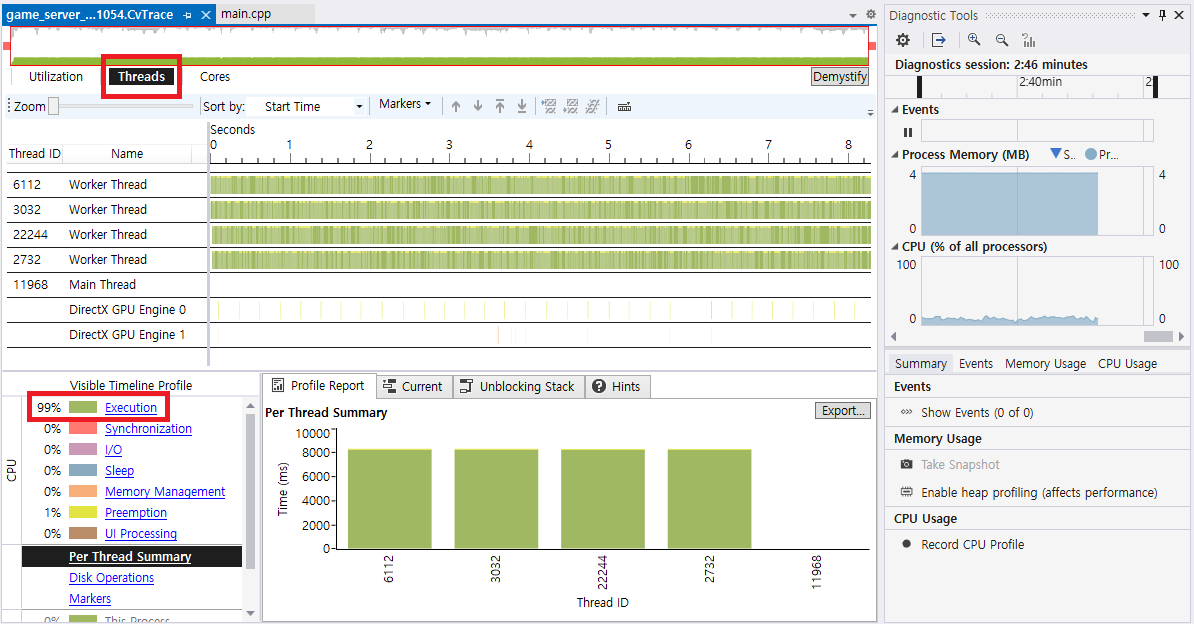 game_server_...1054.CvTrace
main.cpp
Utilization
Threads
Cores
Demystify
Zoom
Sort by:
Start Time
Markers
Seconds
Thread ID
Name
0
1
2
3
4
5
6
7
8
6112
Worker Thread
3032
Worker Thread
22244
Worker Thread
2732
Worker Thread
11968
Main Thread
DirectX GPU Engine 0
DirectX GPU Engine 1
Visible Timeline Profile
CPU
99%
Execution
0%
Synchronization
0%
I/O
0%
Sleep
0%
Memory Management
1%
Preemption
0%
UI Processing
Per Thread Summary
Disk Operations
Markers
0%
This Process
Profile Report
Current
Unblocking Stack
Hints
Per Thread Summary
Export...
Time (ms)
10000
8000
6000
4000
2000
0
6112
3032
22244
2732
11968
Thread ID
Diagnostic Tools
Diagnostics session: 2:46 minutes
2:40min
2
Events
Process Memory (MB)
S..
Pr...
4
4
0
0
CPU (% of all processors)
100
100
0
0
Summary
Events
Memory Usage
CPU Usage
Events
Show Events (0 of 0)
Memory Usage
Take Snapshot
Enable heap profiling (affects performance)
CPU Usage
Record CPU Profile